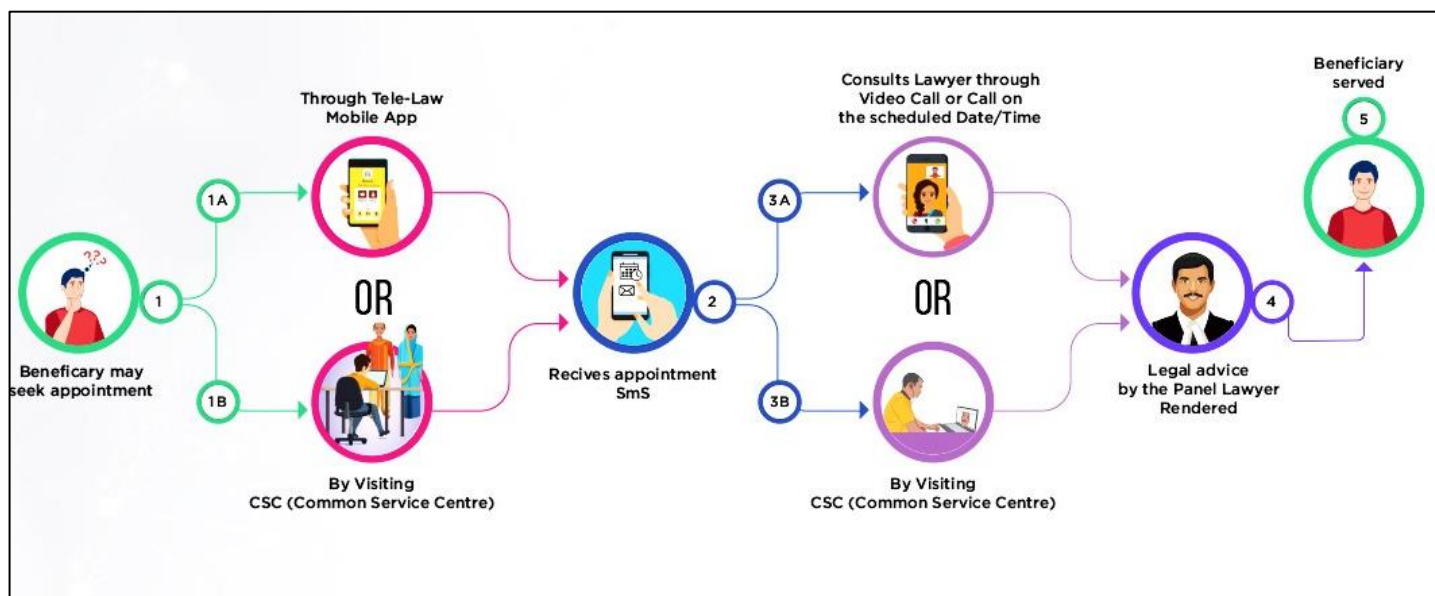 Beneficary may
seek appointment
1
1A
1B
Through Tele-Law
Mobile App
OR
By Visiting
CSC (Common Service Centre)
Recives appointment
SmS
2
3A
3B
Consults Lawyer through
Video Call or Call on
the scheduled Date/Time
OR
By Visiting
CSC (Common Service Centre)
Legal advice
by the Panel Lawyer
Rendered
4
Beneficiary
served
5
???